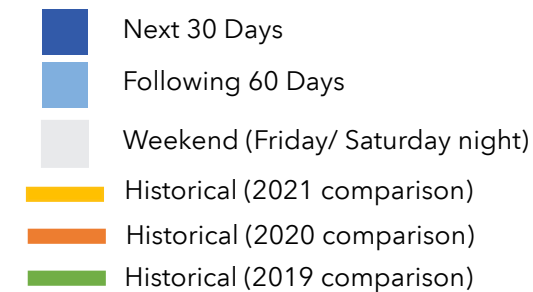 Next 30 Days
Following 60 Days
Weekend (Friday/ Saturday night)
Historical (2021 comparison)
Historical (2020 comparison)
Historical (2019 comparison)